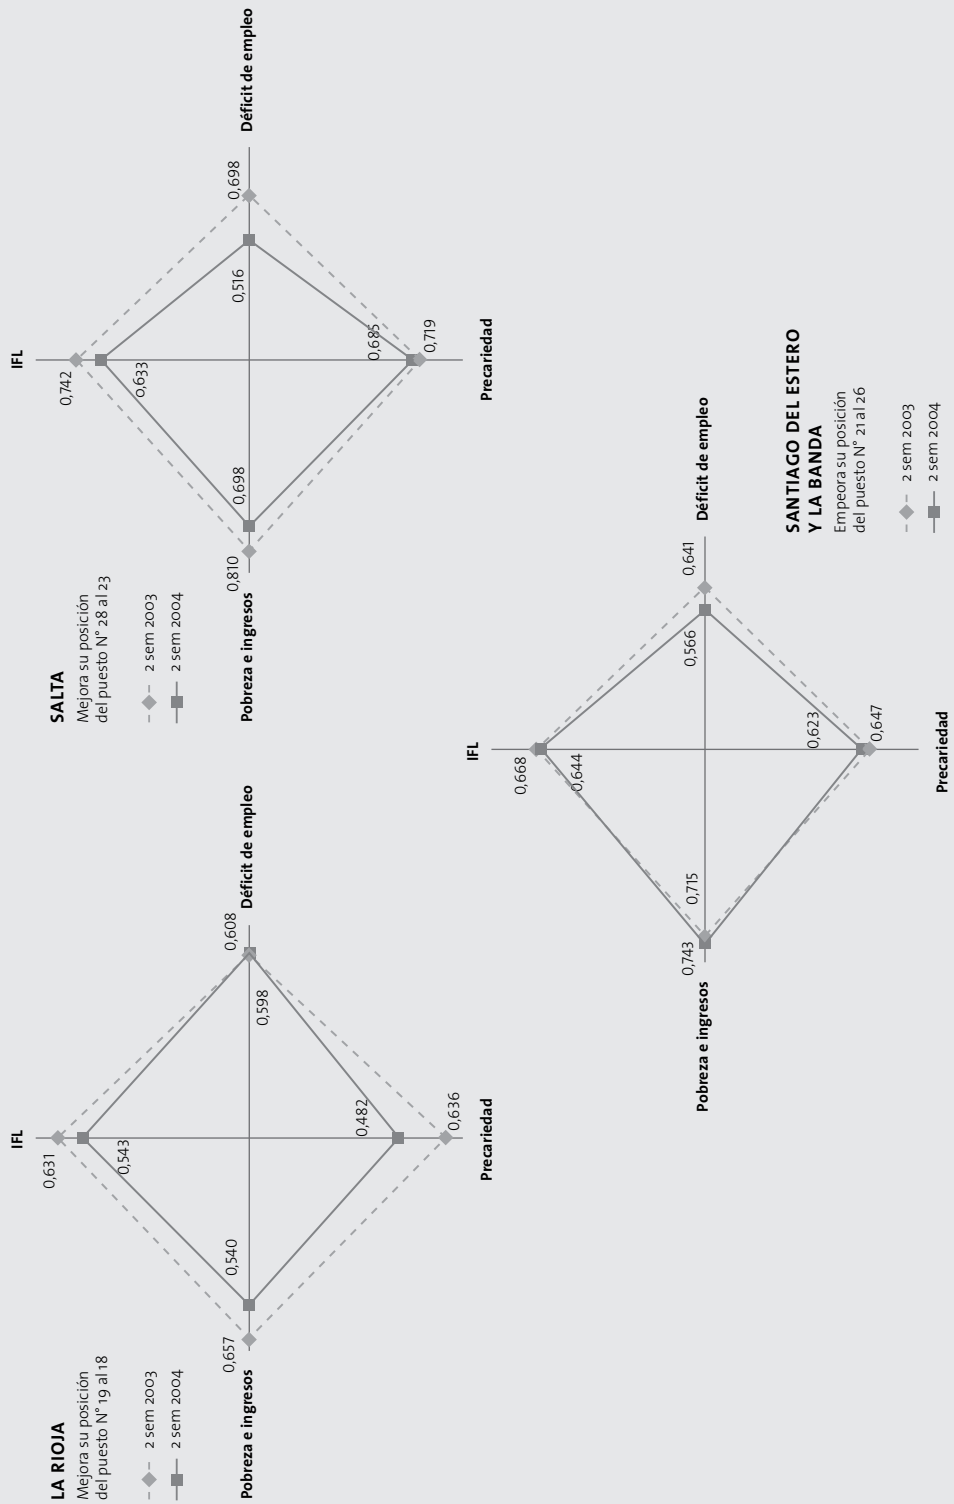 LA RIOJA
Mejora su posición
del puesto N° 19 al 18
2 sem 2003
2 sem 2004
IFL
0,631
0,543
Déficit de empleo
0,608
0,598
Precariedad
0,636
0,482
Pobreza e ingresos
0,657
0,540
SALTA
Mejora su posición
del puesto N° 28 al 23
2 sem 2003
2 sem 2004
IFL
0,742
0,633
Déficit de empleo
0,698
0,516
Precariedad
0,719
0,685
Pobreza e ingresos
0,810
0,698
SANTIAGO DEL ESTERO
Y LA BANDA
Empeora su posición
del puesto N° 21 al 26
2 sem 2003
2 sem 2004
IFL
0,668
0,644
Déficit de empleo
0,641
0,566
Precariedad
0,647
0,623
Pobreza e ingresos
0,743
0,715